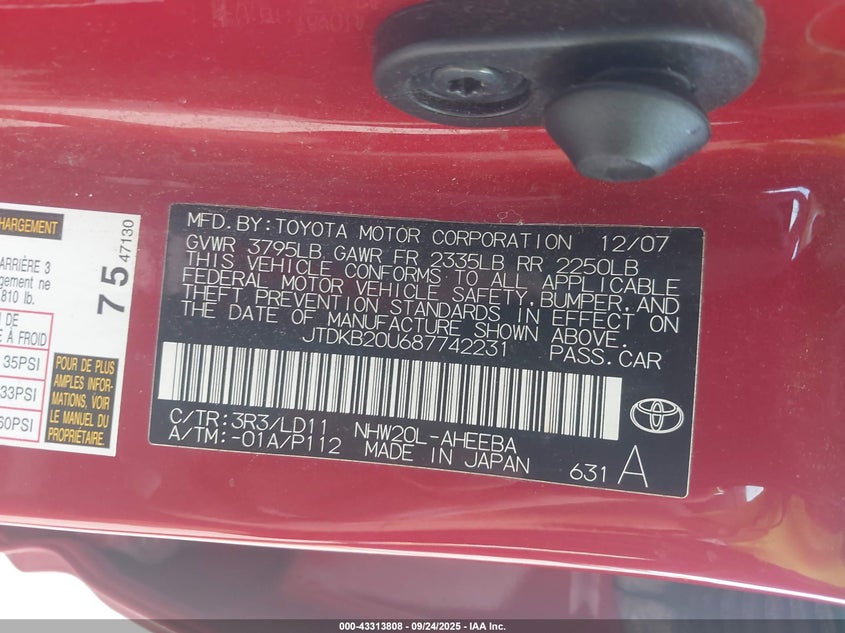 HARGEMENT
ARRIÈRE 3
gement ne
810 lb.
75 47130
N DE
À FROID
35PSI
33PSI
60PSI
POUR DE PLUS
AMPLES INFOR-
MATIONS, VOIR
LE MANUEL DU
PROPRIÉTAIRE.
MFD. BY: TOYOTA MOTOR CORPORATION 12/07
GVWR 3795LB GAWR FR 2335LB RR 2250LB
THIS VEHICLE CONFORMS TO ALL APPLICABLE
FEDERAL MOTOR VEHICLE SAFETY, BUMPER, AND
THEFT PREVENTION STANDARDS IN EFFECT ON
THE DATE OF MANUFACTURE SHOWN ABOVE.
JTDKB20U687742231 PASS. CAR
C/TR: 3R3/LD11 NHW20L-AHEEBA
A/TM: -01A/P112 MADE IN JAPAN 631 A
000-43313808 - 09/24/2025 - IAA Inc.